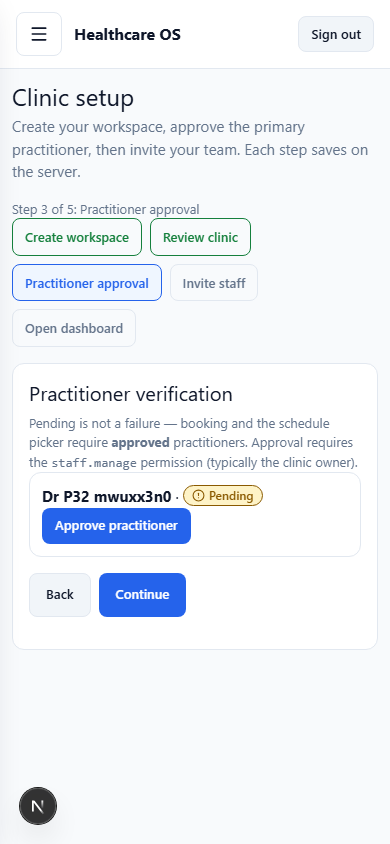 Healthcare OS
Sign out
Clinic setup
Create your workspace, approve the primary
practitioner, then invite your team. Each step saves on
the server.
Step 3 of 5: Practitioner approval
Create workspace
Review clinic
Practitioner approval
Invite staff
Open dashboard
Practitioner verification
Pending is not a failure — booking and the schedule
picker require approved practitioners. Approval requires
the staff.manage permission (typically the clinic owner).
Dr P32 mwuxx3n0 · Pending
Approve practitioner
Back
Continue
N